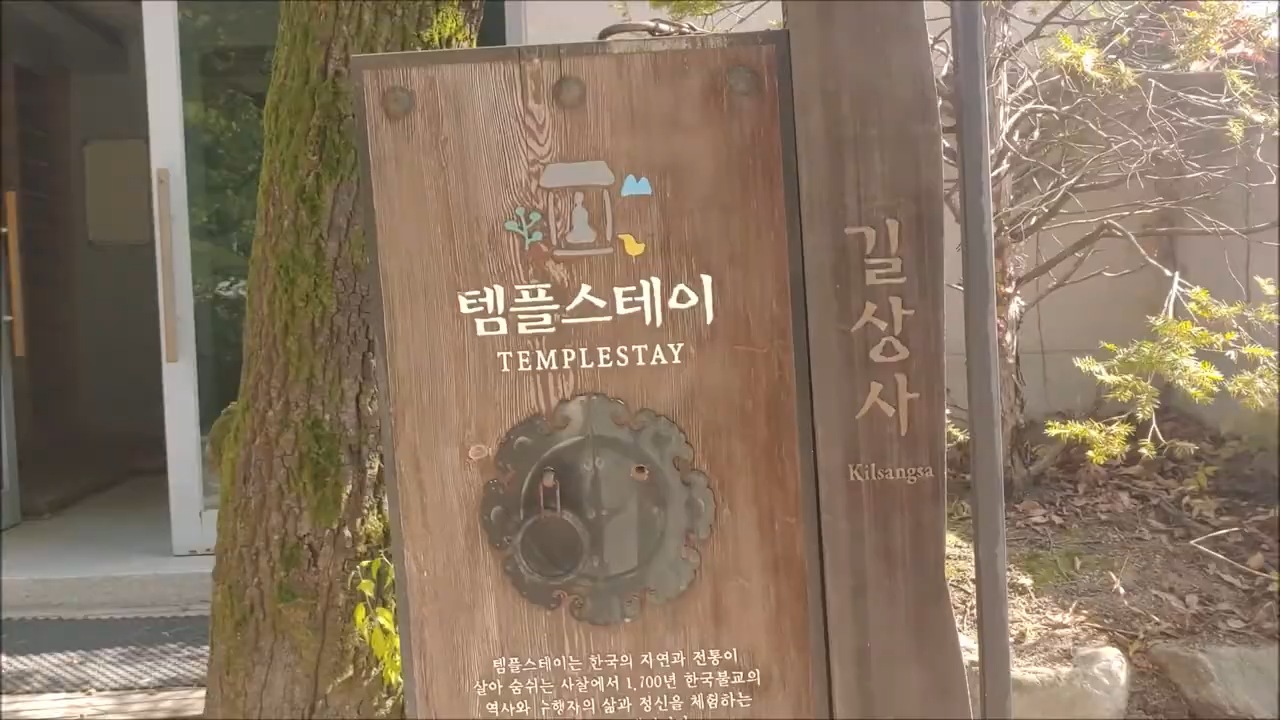 템플스테이
TEMPLESTAY
템플스테이는 한국의 자연과 전통이
살아 숨쉬는 사찰에서 1,700년 한국불교의
역사와 수행자의 삶과 정신을 체험하는
길상사
Kilsangsa